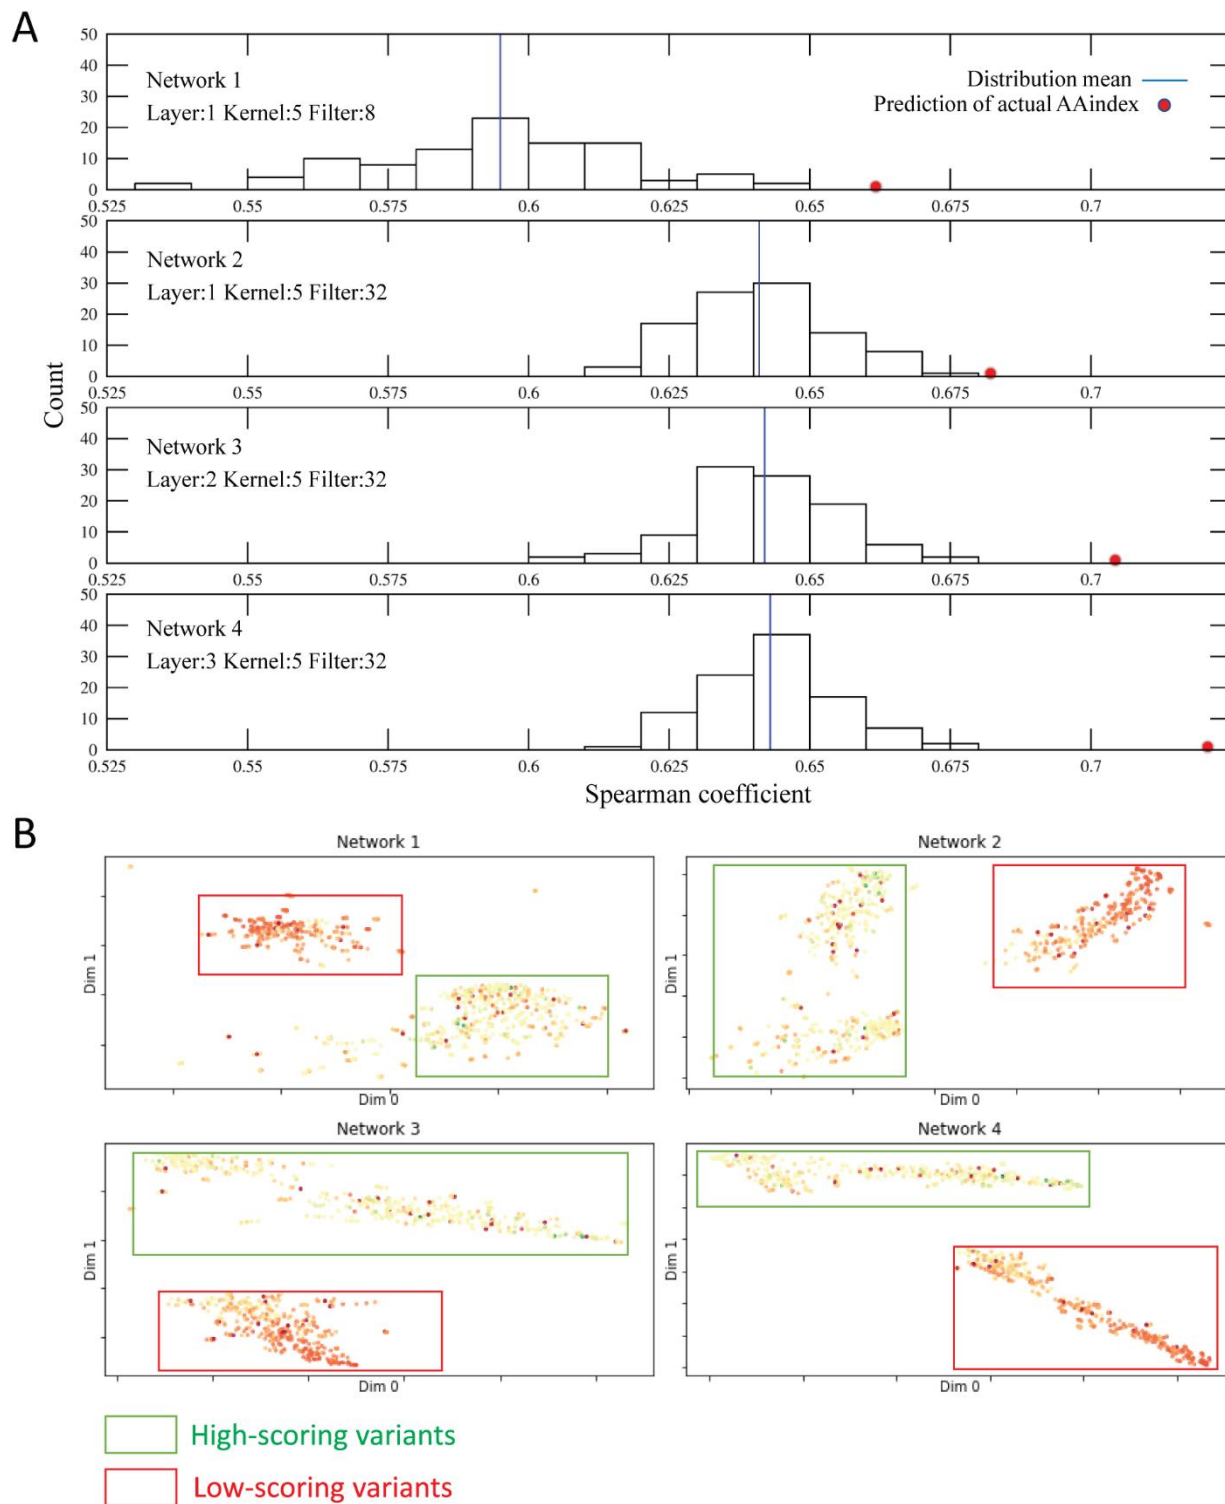 A
50
40
30
20
10
0
Network 1
Layer:1 Kernel:5 Filter:8
Distribution mean
Prediction of actual AAindex
0.525 0.55 0.575 0.6 0.625 0.65 0.675 0.7
50
40
30
20
10
0
Network 2
Layer:1 Kernel:5 Filter:32
0.525 0.55 0.575 0.6 0.625 0.65 0.675 0.7
Count
50
40
30
20
10
0
Network 3
Layer:2 Kernel:5 Filter:32
0.525 0.55 0.575 0.6 0.625 0.65 0.675 0.7
50
40
30
20
10
0
Network 4
Layer:3 Kernel:5 Filter:32
0.525 0.55 0.575 0.6 0.625 0.65 0.675 0.7
Spearman coefficient
B
Network 1
Dim 1
Dim 0
Network 2
Dim 1
Dim 0
Network 3
Dim 1
Dim 0
Network 4
Dim 1
Dim 0
High-scoring variants
Low-scoring variants